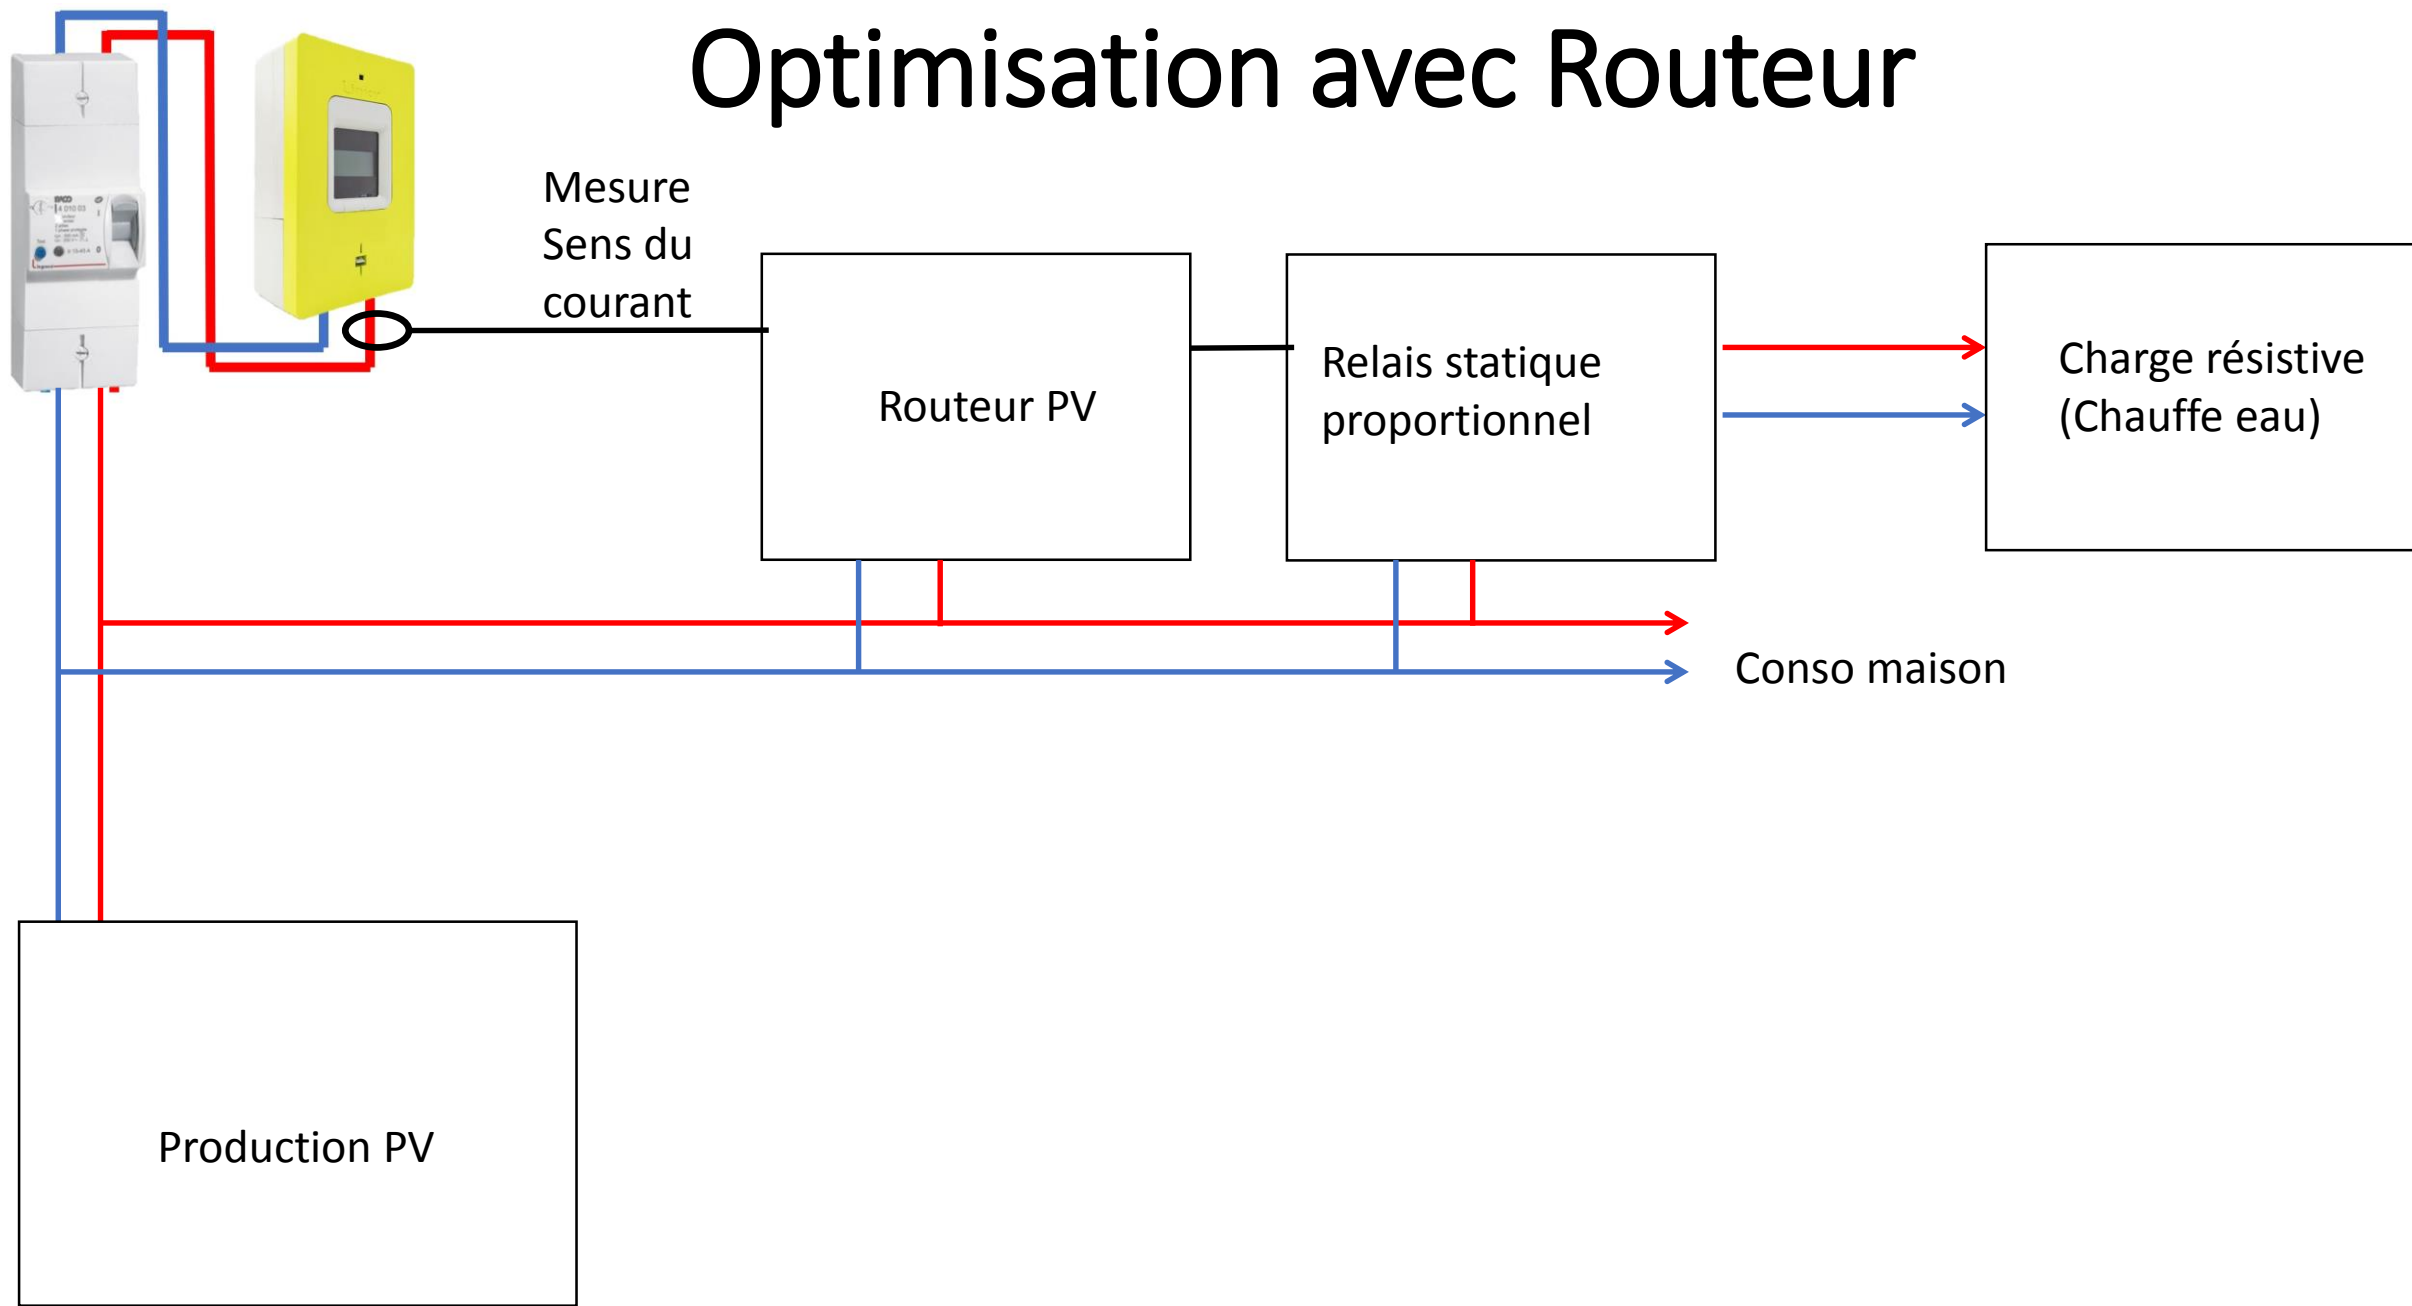 Optimisation avec Routeur
Mesure
Sens du
courant
Routeur PV
Relais statique
proportionnel
Charge résistive
(Chauffe eau)
Conso maison
Production PV